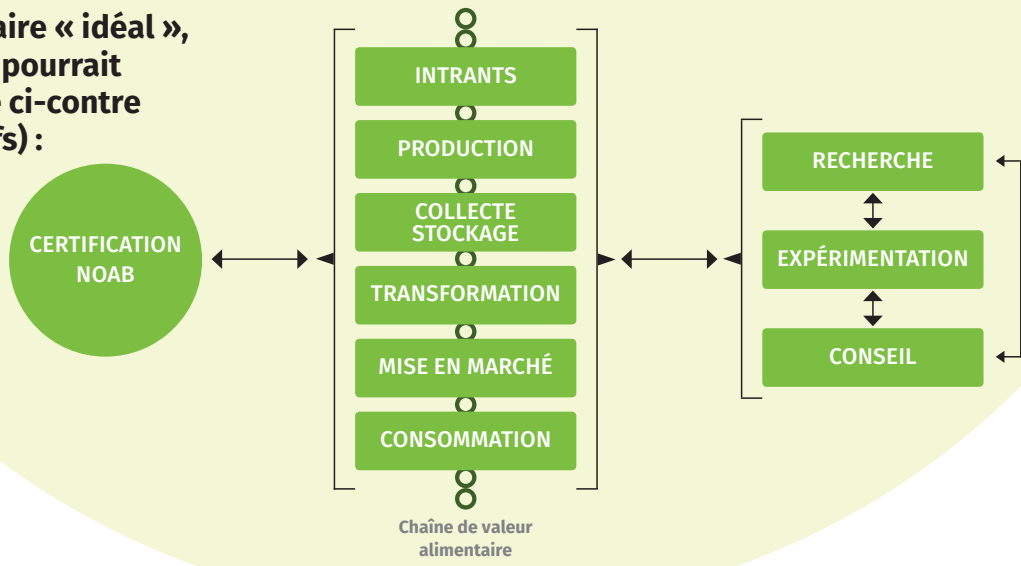 aire « idéal »,
pourrait
ci-contre
fs) :
CERTIFICATION
NOAB
INTRANTS
PRODUCTION
COLLECTE
STOCKAGE
TRANSFORMATION
MISE EN MARCHÉ
CONSOMMATION
Chaîne de valeur
alimentaire
RECHERCHE
EXPÉRIMENTATION
CONSEIL